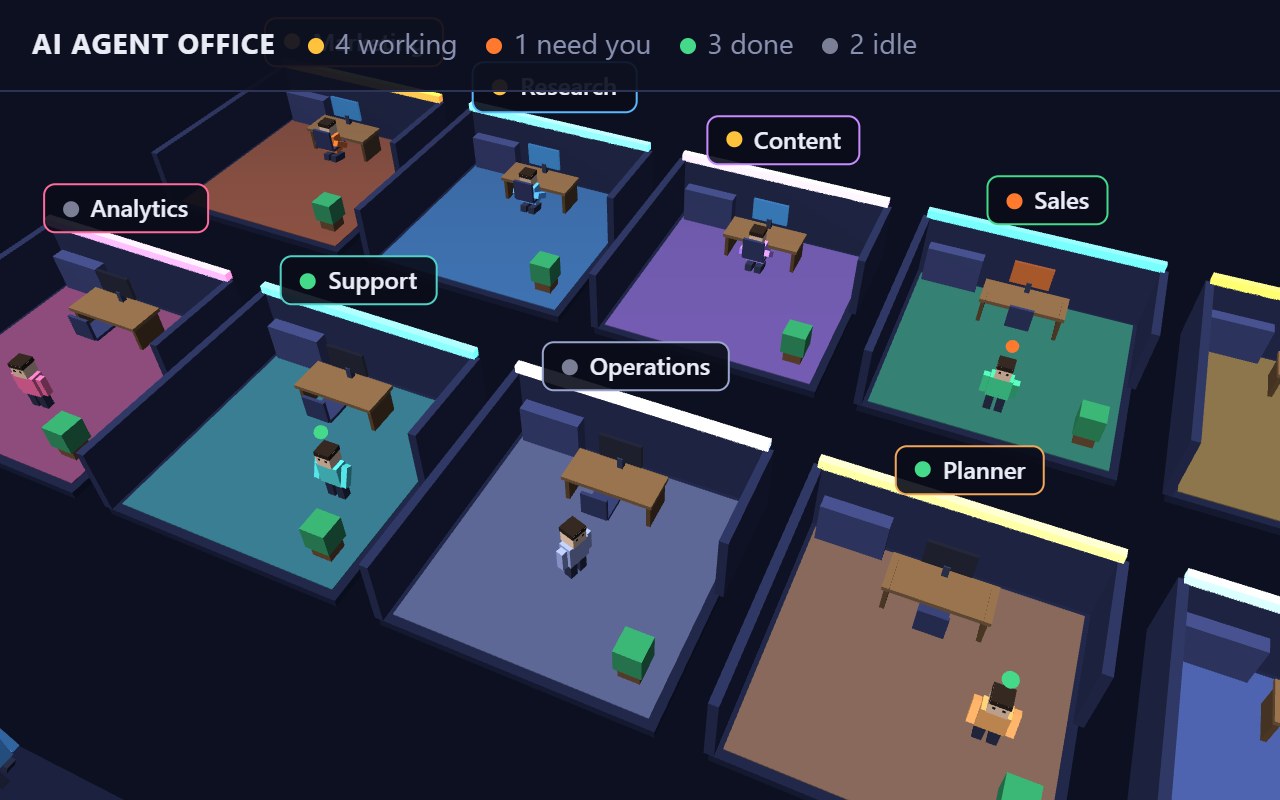 AI AGENT OFFICE
4 working
1 need you
3 done
2 idle
Marketing
Research
Content
Analytics
Sales
Support
Operations
Planner